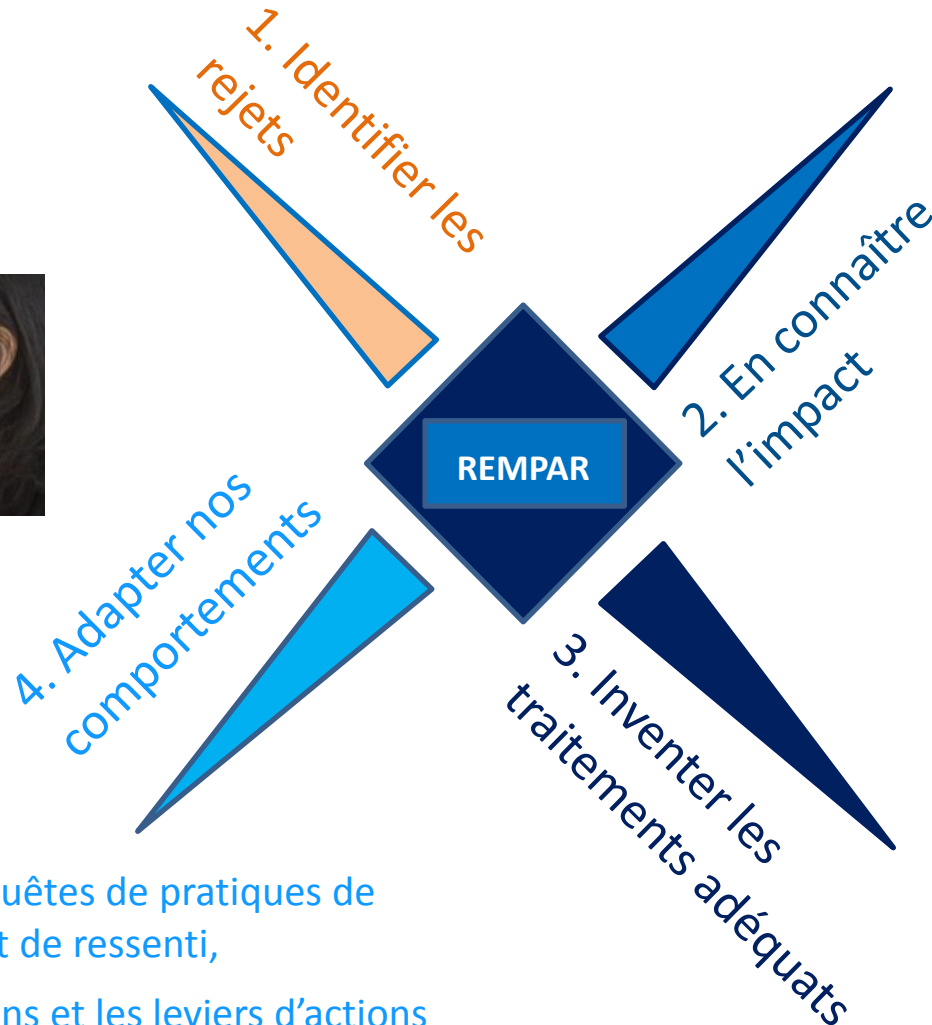 1. Identifier les
rejets
2. En connaître
l’impact
REMPAR
4. Adapter nos
comportements
3. Inventer les
traitements adéquats
de pratiques de
de ressenti,
et les leviers d’actions